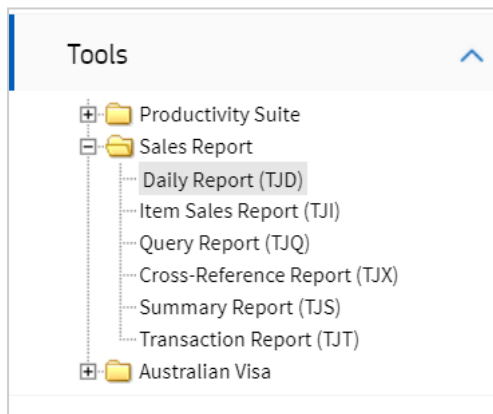 Tools
Productivity Suite
Sales Report
Daily Report (TJD)
Item Sales Report (TJI)
Query Report (TJQ)
Cross-Reference Report (TJX)
Summary Report (TJS)
Transaction Report (TJT)
Australian Visa